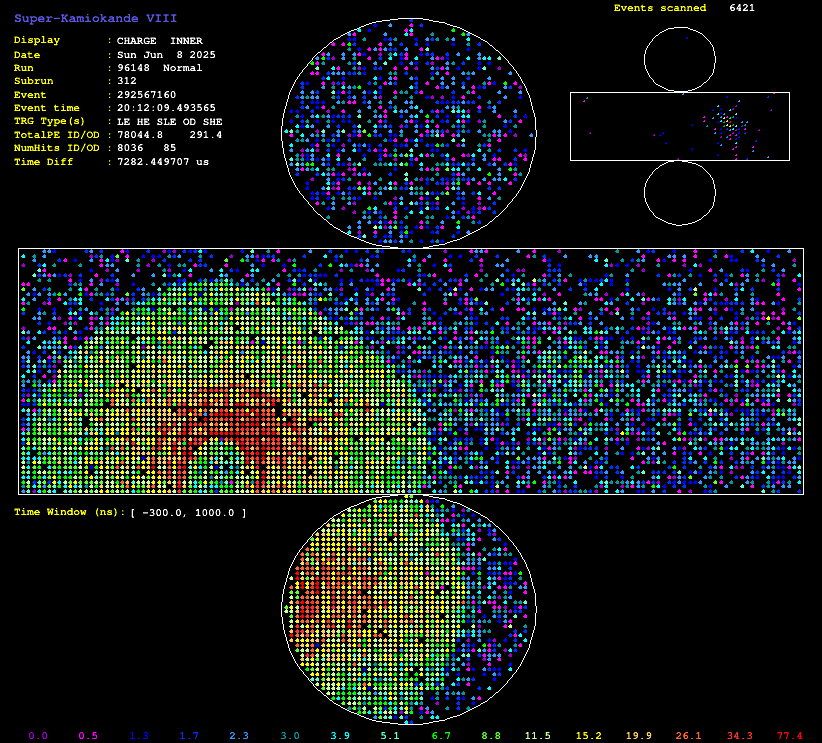 Super-Kamiokande VIII
Events scanned 6421
Display : CHARGE INNER
Date : Sun Jun 8 2025
Run : 96148 Normal
Subrun : 312
Event : 292567160
Event time : 20:12:09.493565
TRG Type(s) : LE HE SLE OD SHE
TotalPE ID/OD : 78044.8 291.4
NumHits ID/OD : 8036 85
Time Diff : 7282.449707 us
Time Window (ns): [ -300.0, 1000.0 ]
0.0 0.5 1.3 1.7 2.3 3.0 3.9 5.1 6.7 8.8 11.5 15.2 19.9 26.1 34.3 77.4